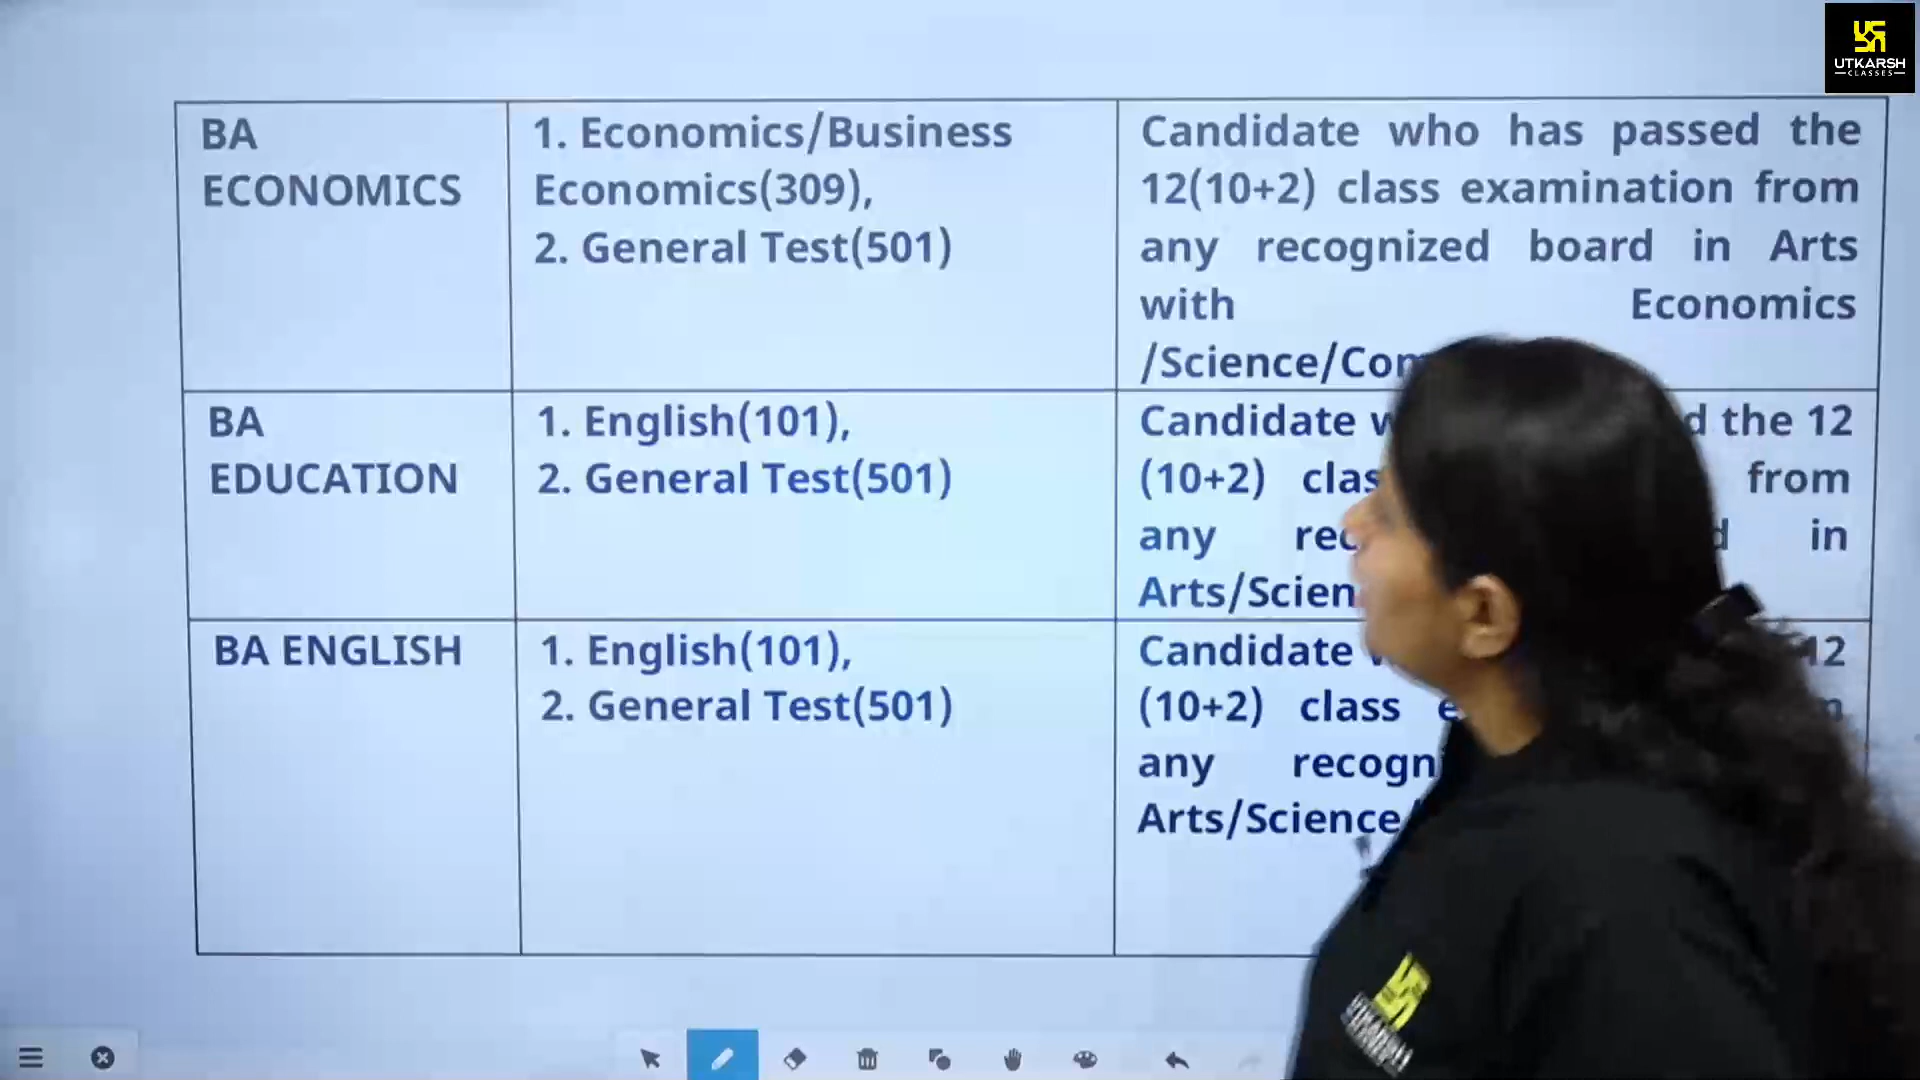 UTKARSH
CLASSES
BA
ECONOMICS
1. Economics/Business
Economics(309),
2. General Test(501)
Candidate who has passed the
12(10+2) class examination from
any recognized board in Arts
with Economics
/Science/Com
BA
EDUCATION
1. English(101),
2. General Test(501)
Candidate the 12
(10+2) from
any in
Arts/Scien
BA ENGLISH
1. English(101),
2. General Test(501)
Candidate 12
(10+2) class
any recogn
Arts/Science/
UTKARSH